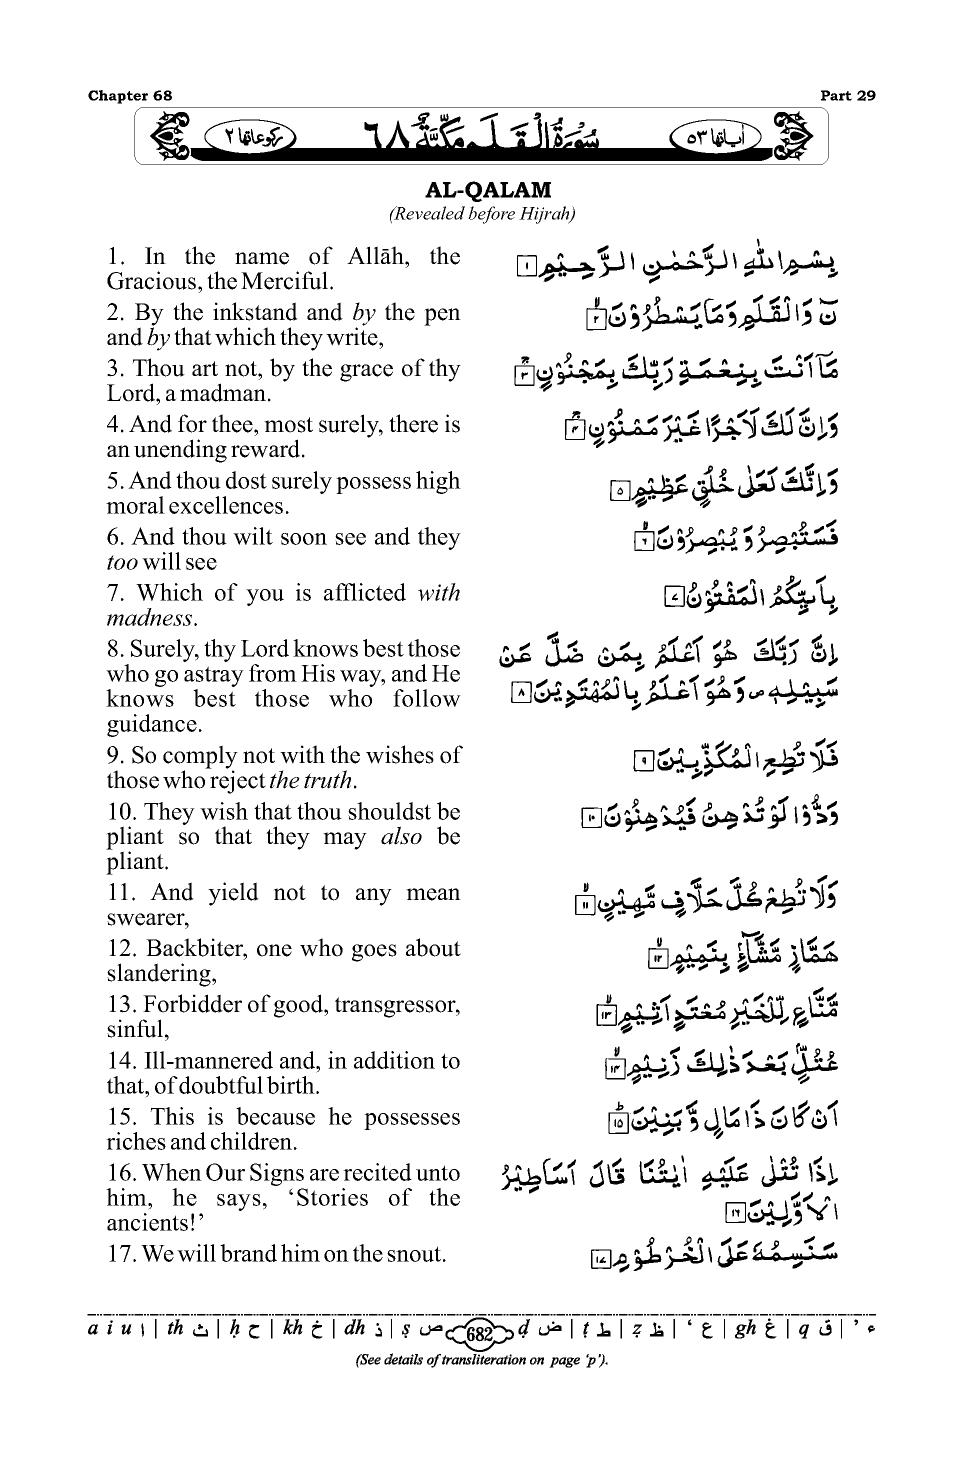 Chapter 68
Part 29
رکوعاتها ٢
سُوْرَةُ الْقَلَمِ مَكِّيَّةٌ ٦٨
اٰیاتها ٥٣
AL-QALAM
(Revealed before Hijrah)
1. In the name of Allāh, the
Gracious, the Merciful.
2. By the inkstand and by the pen
and by that which they write,
3. Thou art not, by the grace of thy
Lord, a madman.
4. And for thee, most surely, there is
an unending reward.
5. And thou dost surely possess high
moral excellences.
6. And thou wilt soon see and they
too will see
7. Which of you is afflicted with
madness.
8. Surely, thy Lord knows best those
who go astray from His way, and He
knows best those who follow
guidance.
9. So comply not with the wishes of
those who reject the truth.
10. They wish that thou shouldst be
pliant so that they may also be
pliant.
11. And yield not to any mean
swearer,
12. Backbiter, one who goes about
slandering,
13. Forbidder of good, transgressor,
sinful,
14. Ill-mannered and, in addition to
that, of doubtful birth.
15. This is because he possesses
riches and children.
16. When Our Signs are recited unto
him, he says, ‘Stories of the
ancients!’
17. We will brand him on the snout.
بِسْمِ اللّٰهِ الرَّحْمٰنِ الرَّحِيْمِ ١
نٓ وَالْقَلَمِ وَمَا يَسْطُرُوْنَۙ ٢
مَآ اَنْتَ بِنِعْمَةِ رَبِّكَ بِمَجْنُوْنٍۚ ٣
وَاِنَّ لَكَ لَاَجْرًا غَيْرَ مَمْنُوْنٍۚ ٤
وَاِنَّكَ لَعَلٰى خُلُقٍ عَظِيْمٍ ٥
فَسَتُبْصِرُ وَيُبْصِرُوْنَۙ ٦
بِاَيِّىكُمُ الْمَفْتُوْنُ ٧
اِنَّ رَبَّكَ هُوَ اَعْلَمُ بِمَنْ ضَلَّ عَنْ
سَبِيْلِهٖ ۪ وَهُوَ اَعْلَمُ بِالْمُهْتَدِيْنَ ٨
فَلَا تُطِعِ الْمُكَذِّبِيْنَ ٩
وَدُّوْا لَوْ تُدْهِنُ فَيُدْهِنُوْنَ ١٠
وَلَا تُطِعْ كُلَّ حَلَّافٍ مَّهِيْنٍۙ ١١
هَمَّازٍ مَّشَّآءٍۭ بِنَمِيْمٍۙ ١٢
مَّنَّاعٍ لِّلْخَيْرِ مُعْتَدٍ اَثِيْمٍۙ ١٣
عُتُلٍّۢ بَعْدَ ذٰلِكَ زَنِيْمٍۙ ١٤
اَنْ كَانَ ذَا مَالٍ وَّبَنِيْنَؕ ١٥
اِذَا تُتْلٰى عَلَيْهِ اٰيٰتُنَا قَالَ اَسَاطِيْرُ
الْاَوَّلِيْنَ ١٦
سَنَسِمُهٗ عَلَى الْخُرْطُوْمِ ١٧
a i u ا | th ث | ḥ ح | kh خ | dh ذ | ṣ ص 682 ḍ ض | ṭ ط | ẓ ظ | ‘ ع | gh غ | q ق | ’ ء
(See details of transliteration on page ‘p’).